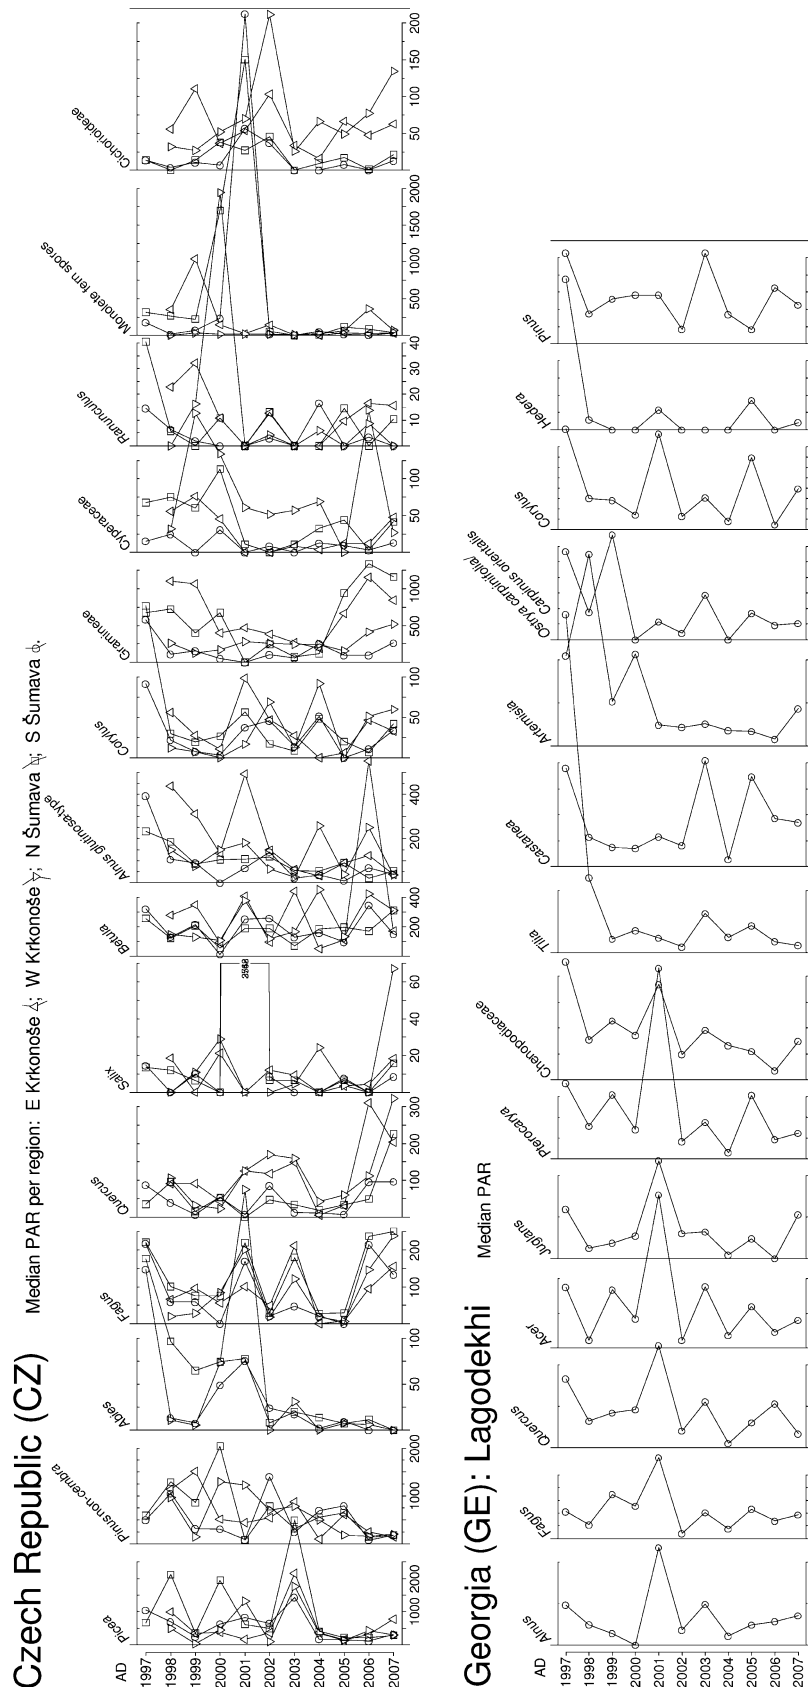 Czech Republic (CZ)
Median PAR per region: E Krkonoše ; W Krkonoše ; N Šumava ; S Šumava .
Picea
Pinus non-cembra
Abies
Fagus
Quercus
Salix
Betula
Alnus glutinosa-type
Corylus
Gramineae
Cyperaceae
Ranunculus
Monolete fern spores
Cichorioideae
AD
1997
1998
1999
2000
2001
2002
2003
2004
2005
2006
2007
1000 2000
1000 2000
50 100
100 200
100 200 300
20 40 60
200 400
200 400
50
500 1000
50 100
10 20 30 40
500 1000 1500 2000
50 100 150 200
Georgia (GE): Lagodekhi
Median PAR
Alnus
Fagus
Quercus
Acer
Juglans
Pterocarya
Chenopodiaceae
Tilia
Castanea
Artemisia
Ostrya carpinifolia/
Carpinus orientalis
Corylus
Hedera
Pinus
AD
1997
1998
1999
2000
2001
2002
2003
2004
2005
2006
2007